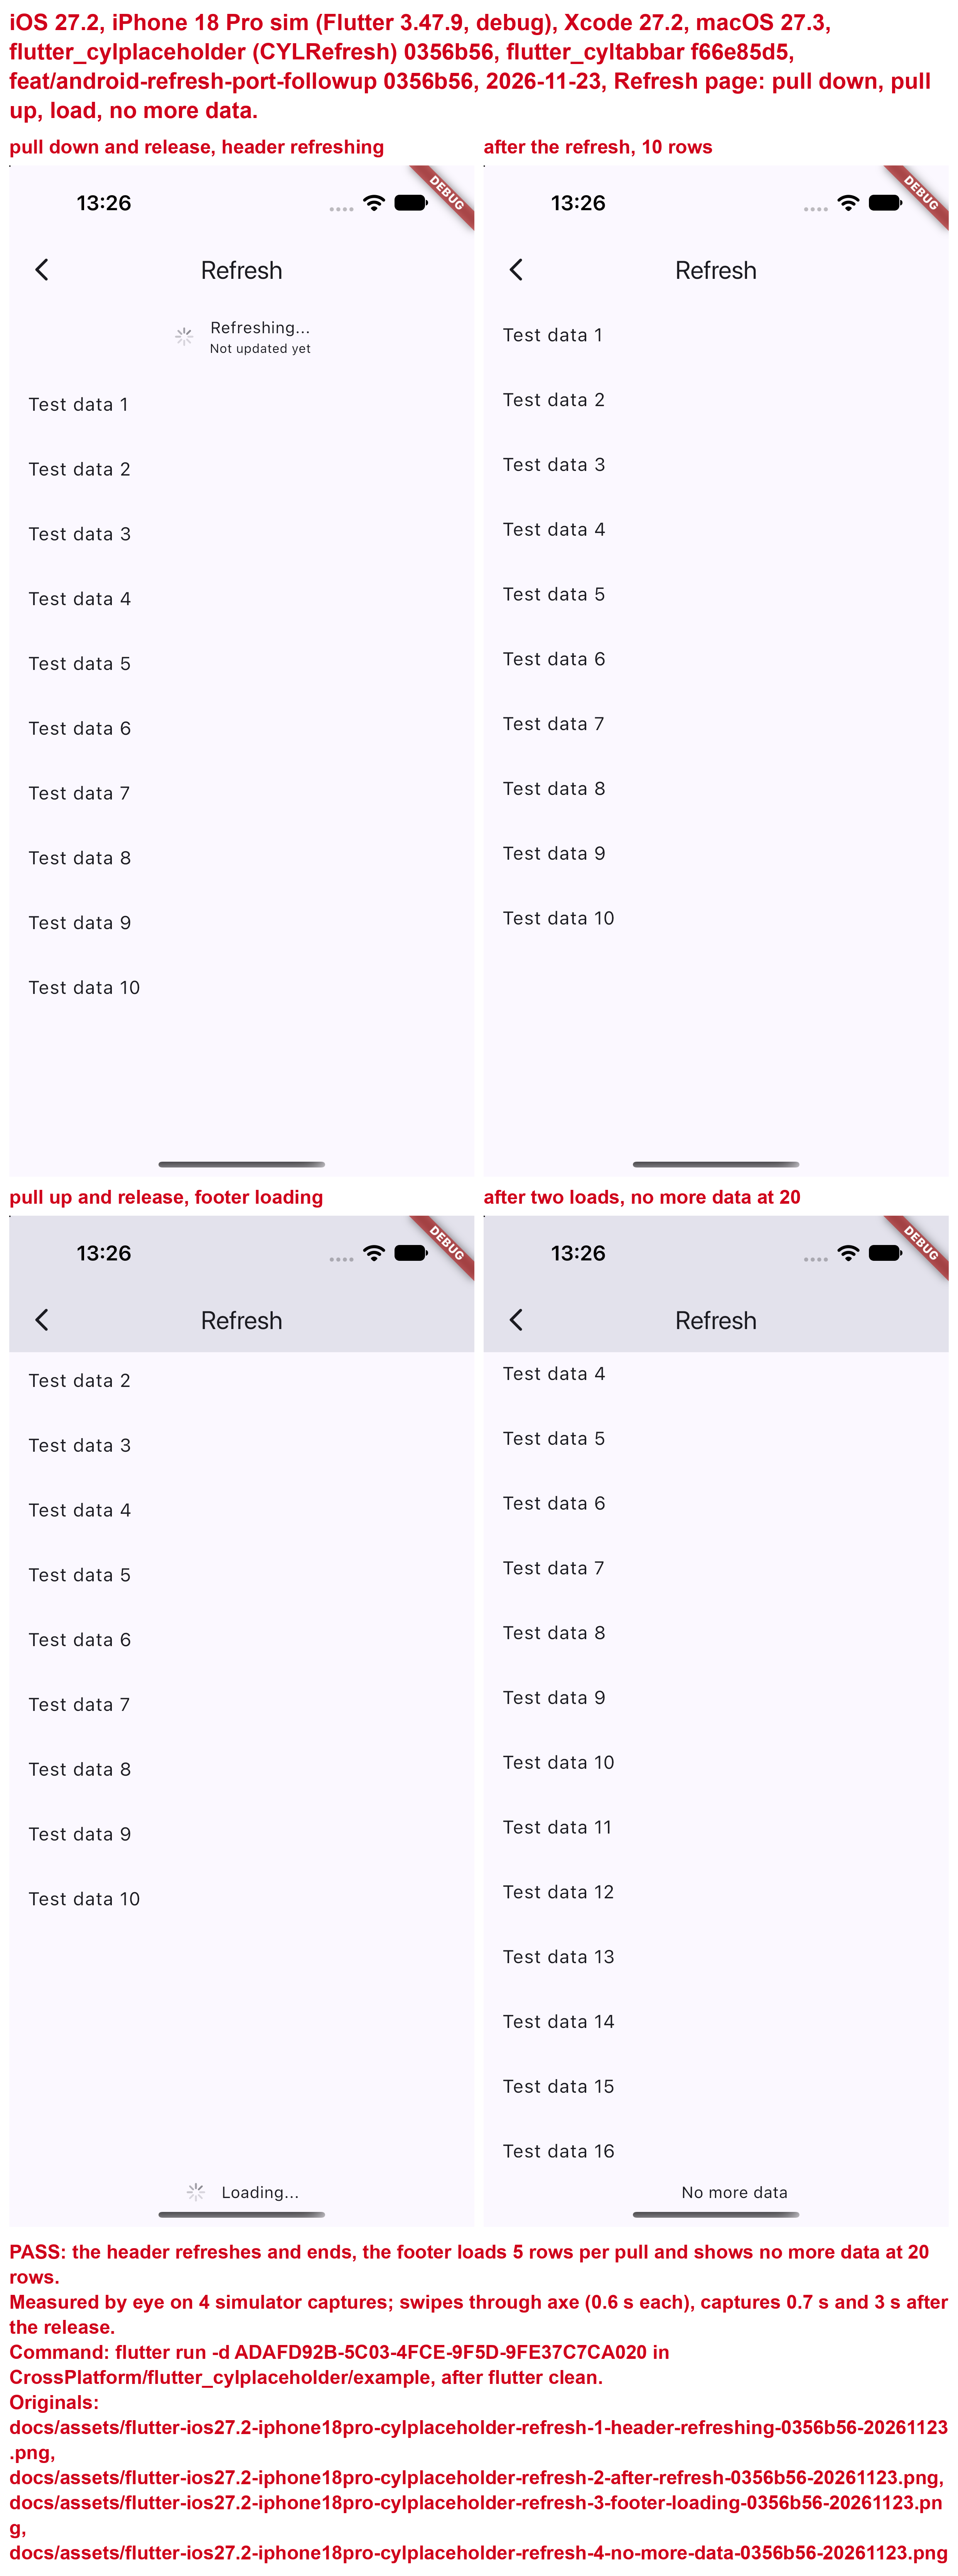 iOS 27.2, iPhone 18 Pro sim (Flutter 3.47.9, debug), Xcode 27.2, macOS 27.3,
flutter_cylplaceholder (CYLRefresh) 0356b56, flutter_cyltabbar f66e85d5,
feat/android-refresh-port-followup 0356b56, 2026-11-23, Refresh page: pull down, pull
up, load, no more data.
pull down and release, header refreshing
13:26
DEBUG
Refresh
Refreshing...
Not updated yet
Test data 1
Test data 2
Test data 3
Test data 4
Test data 5
Test data 6
Test data 7
Test data 8
Test data 9
Test data 10
after the refresh, 10 rows
13:26
DEBUG
Refresh
Test data 1
Test data 2
Test data 3
Test data 4
Test data 5
Test data 6
Test data 7
Test data 8
Test data 9
Test data 10
pull up and release, footer loading
13:26
DEBUG
Refresh
Test data 2
Test data 3
Test data 4
Test data 5
Test data 6
Test data 7
Test data 8
Test data 9
Test data 10
Loading...
after two loads, no more data at 20
13:26
DEBUG
Refresh
Test data 4
Test data 5
Test data 6
Test data 7
Test data 8
Test data 9
Test data 10
Test data 11
Test data 12
Test data 13
Test data 14
Test data 15
Test data 16
No more data
PASS: the header refreshes and ends, the footer loads 5 rows per pull and shows no more data at 20
rows.
Measured by eye on 4 simulator captures; swipes through axe (0.6 s each), captures 0.7 s and 3 s after
the release.
Command: flutter run -d ADAFD92B-5C03-4FCE-9F5D-9FE37C7CA020 in
CrossPlatform/flutter_cylplaceholder/example, after flutter clean.
Originals:
docs/assets/flutter-ios27.2-iphone18pro-cylplaceholder-refresh-1-header-refreshing-0356b56-20261123
.png,
docs/assets/flutter-ios27.2-iphone18pro-cylplaceholder-refresh-2-after-refresh-0356b56-20261123.png,
docs/assets/flutter-ios27.2-iphone18pro-cylplaceholder-refresh-3-footer-loading-0356b56-20261123.pn
g,
docs/assets/flutter-ios27.2-iphone18pro-cylplaceholder-refresh-4-no-more-data-0356b56-20261123.png